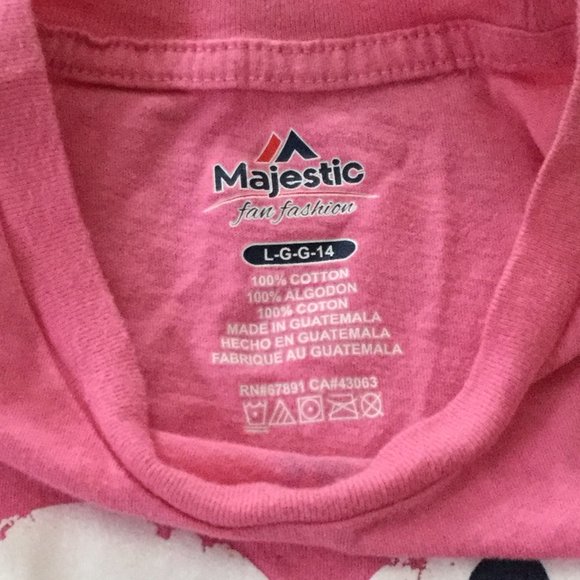 Majestic
fan fashion
L-G-G-14
100% COTTON
100% ALGODON
100% COTON
MADE IN GUATEMALA
HECHO EN GUATEMALA
FABRIQUE AU GUATEMALA
RN#67891 CA#43063